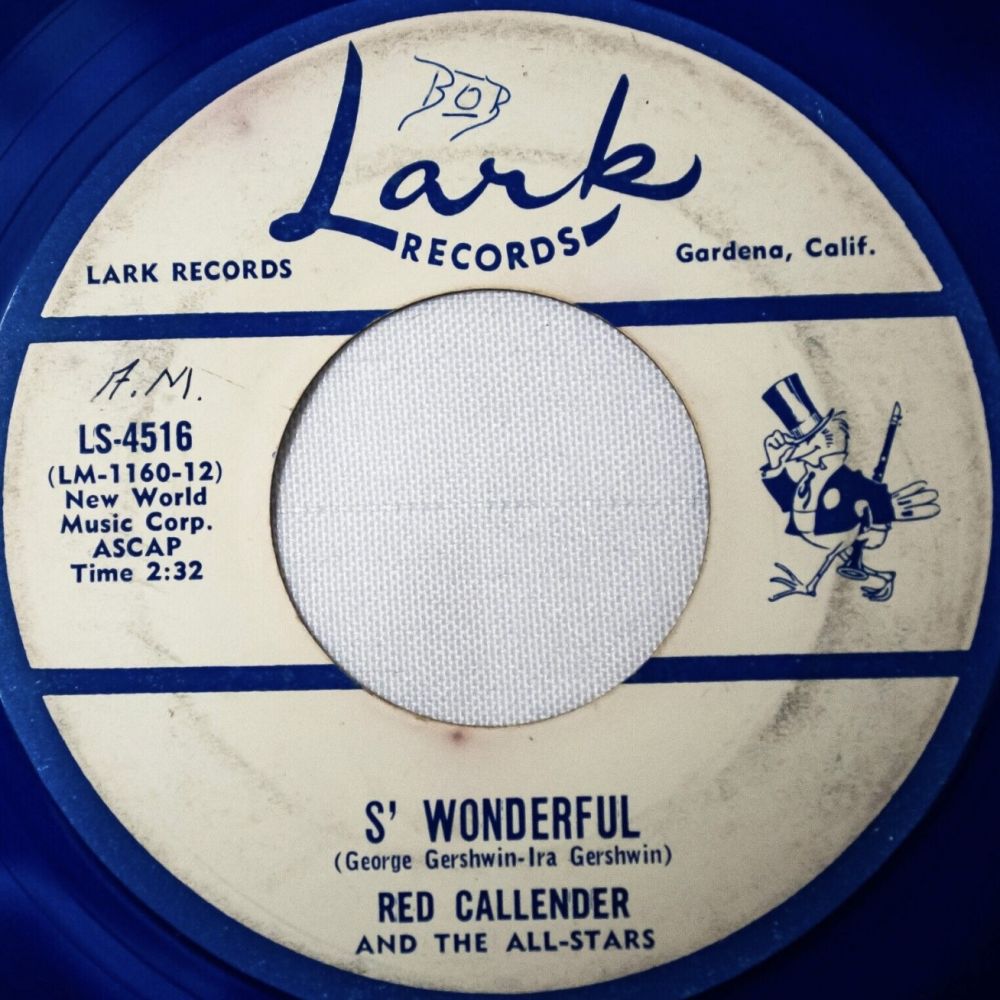 BOB
Lark
RECORDS
LARK RECORDS
Gardena, Calif.
A.M.
LS-4516
(LM-1160-12)
New World
Music Corp.
ASCAP
Time 2:32
S' WONDERFUL
(George Gershwin-Ira Gershwin)
RED CALLENDER
AND THE ALL-STARS